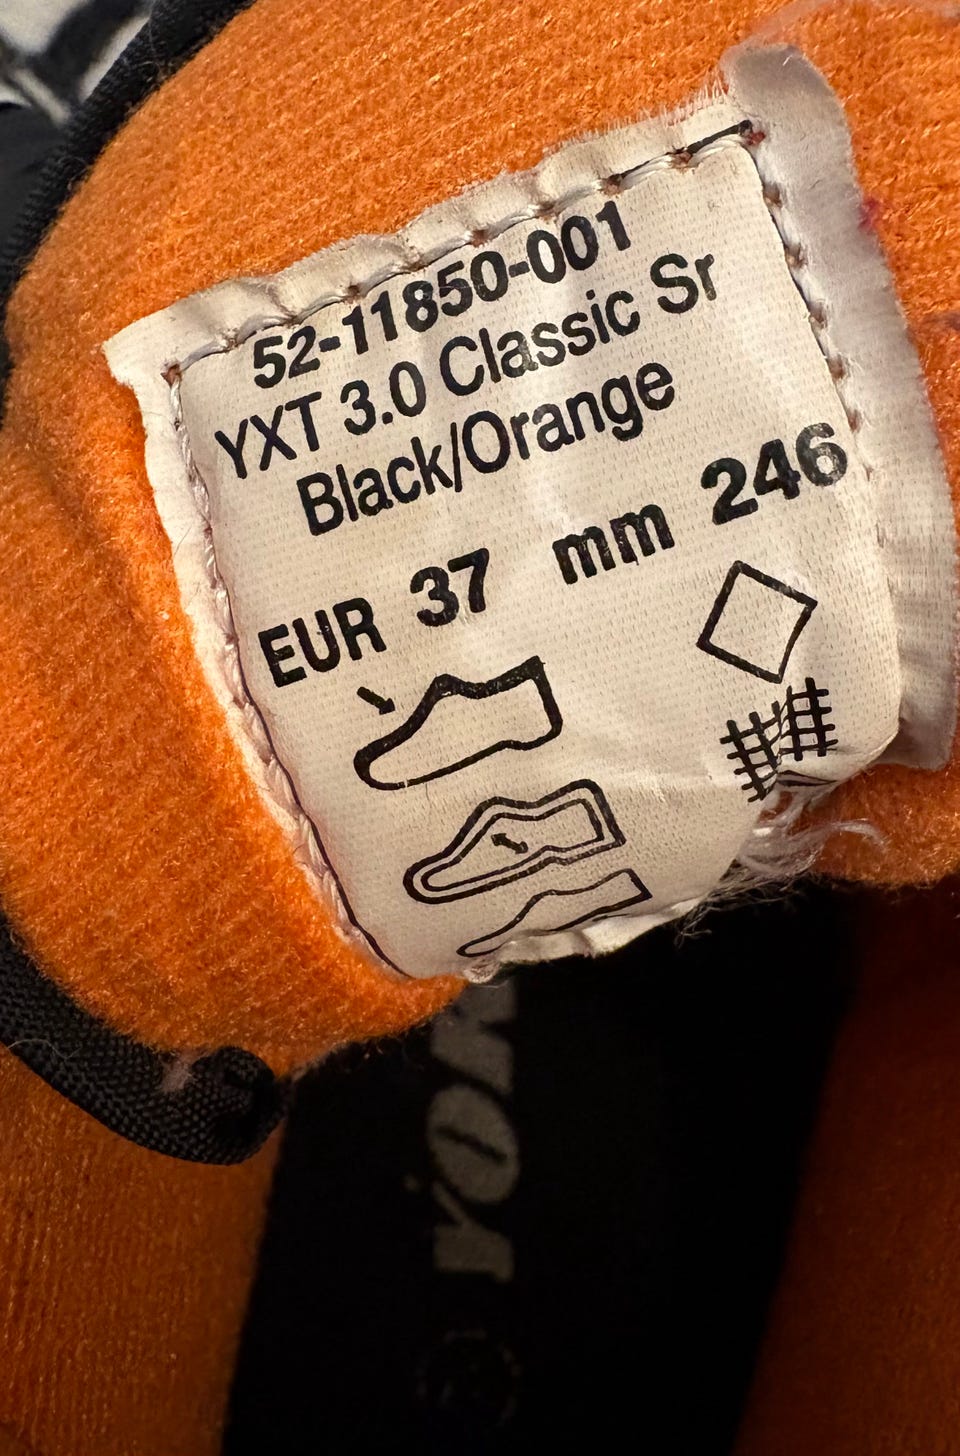 52-11850-001
YXT 3.0 Classic Sr
Black/Orange
EUR 37 mm 246